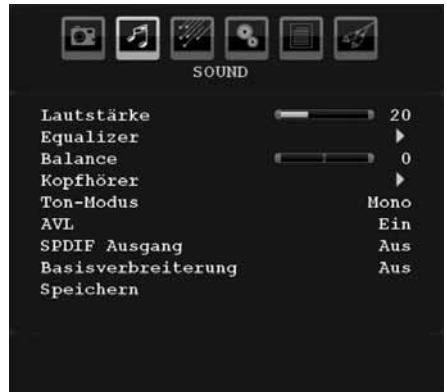 SOUND
Lautstärke 20
Equalizer
Balance 0
Kopfhörer
Ton-Modus Mono
AVL Ein
SPDIF Ausgang Aus
Basisverbreiterung Aus
Speichern